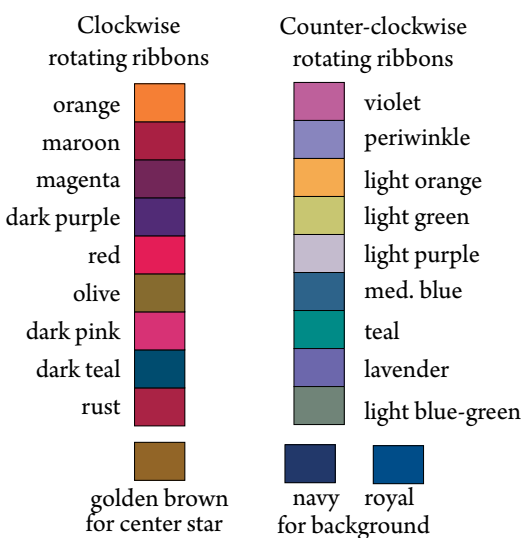 Clockwise
rotating ribbons
orange
maroon
magenta
dark purple
red
olive
dark pink
dark teal
rust
golden brown
for center star
Counter-clockwise
rotating ribbons
violet
periwinkle
light orange
light green
light purple
med. blue
teal
lavender
light blue-green
navy royal
for background